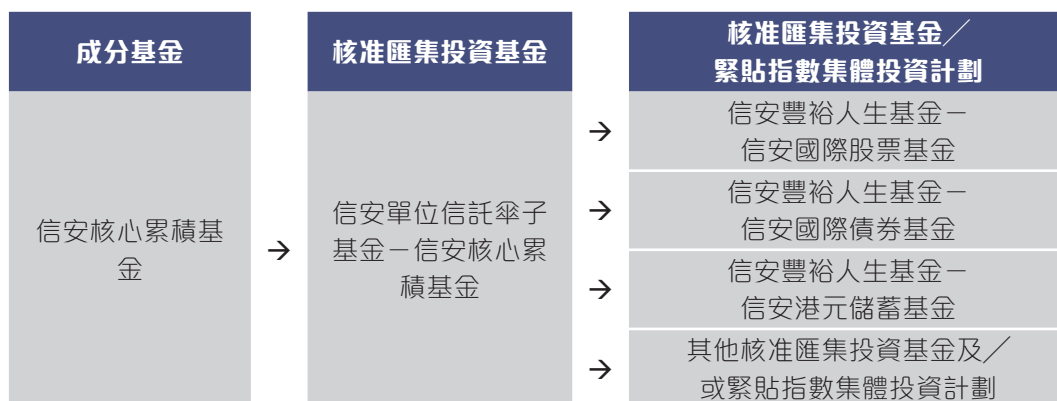 成分基金
核准匯集投資基金
核准匯集投資基金╱
緊貼指數集體投資計劃
信安核心累積基
金
→
信安單位信託傘子
基金－信安核心累
積基金
→
信安豐裕人生基金－
信安國際股票基金
→
信安豐裕人生基金－
信安國際債券基金
→
信安豐裕人生基金－
信安港元儲蓄基金
→
其他核准匯集投資基金及╱
或緊貼指數集體投資計劃